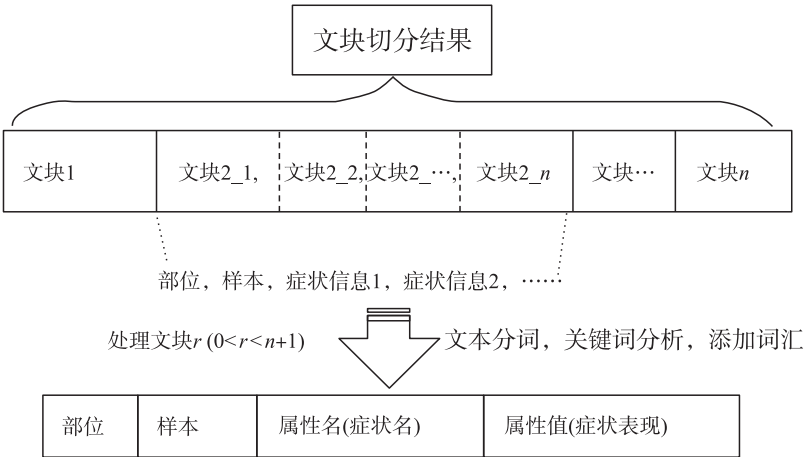 文块切分结果
文块1 文块2_1, 文块2_2, 文块2_…, 文块2_n 文块… 文块n
部位，样本，症状信息1，症状信息2，……
处理文块r (0<r<n+1) 文本分词，关键词分析，添加词汇
部位 样本 属性名(症状名) 属性值(症状表现)